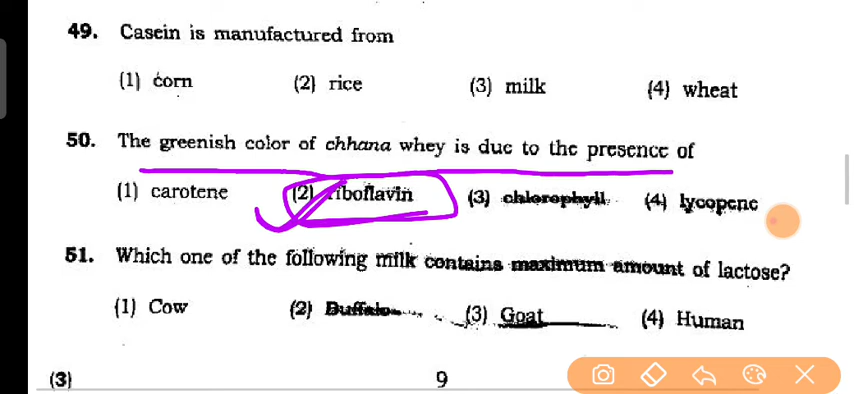 49. Casein is manufactured from
(1) corn (2) rice (3) milk (4) wheat
50. The greenish color of chhana whey is due to the presence of
(1) carotene (2) riboflavin (3) chlorophyll (4) lycopene
51. Which one of the following milk contains maximum amount of lactose?
(1) Cow (2) Buffalo (3) Goat (4) Human
(3) 9